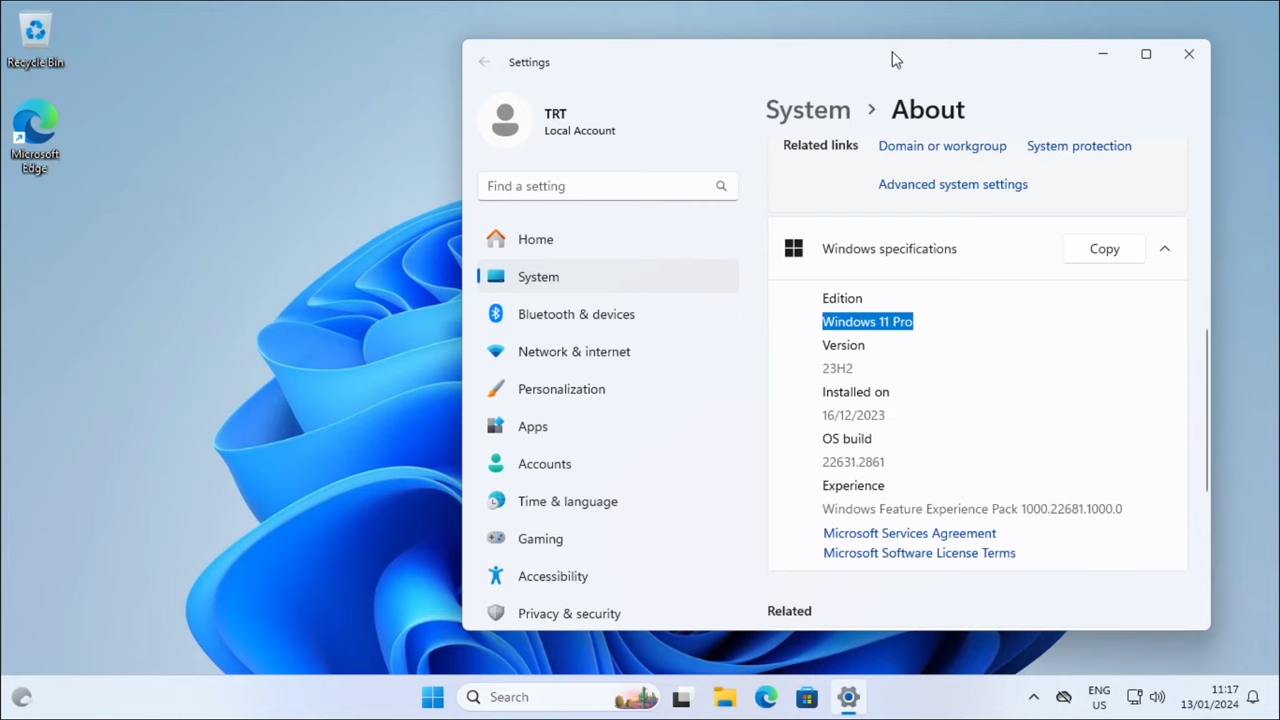 Recycle Bin
Microsoft
Edge
Settings
TRT
Local Account
Find a setting
Home
System
Bluetooth & devices
Network & internet
Personalization
Apps
Accounts
Time & language
Gaming
Accessibility
Privacy & security
System > About
Related links Domain or workgroup System protection
Advanced system settings
Windows specifications Copy
Edition
Windows 11 Pro
Version
23H2
Installed on
16/12/2023
OS build
22631.2861
Experience
Windows Feature Experience Pack 1000.22681.1000.0
Microsoft Services Agreement
Microsoft Software License Terms
Related
Search
ENG
US
11:17
13/01/2024